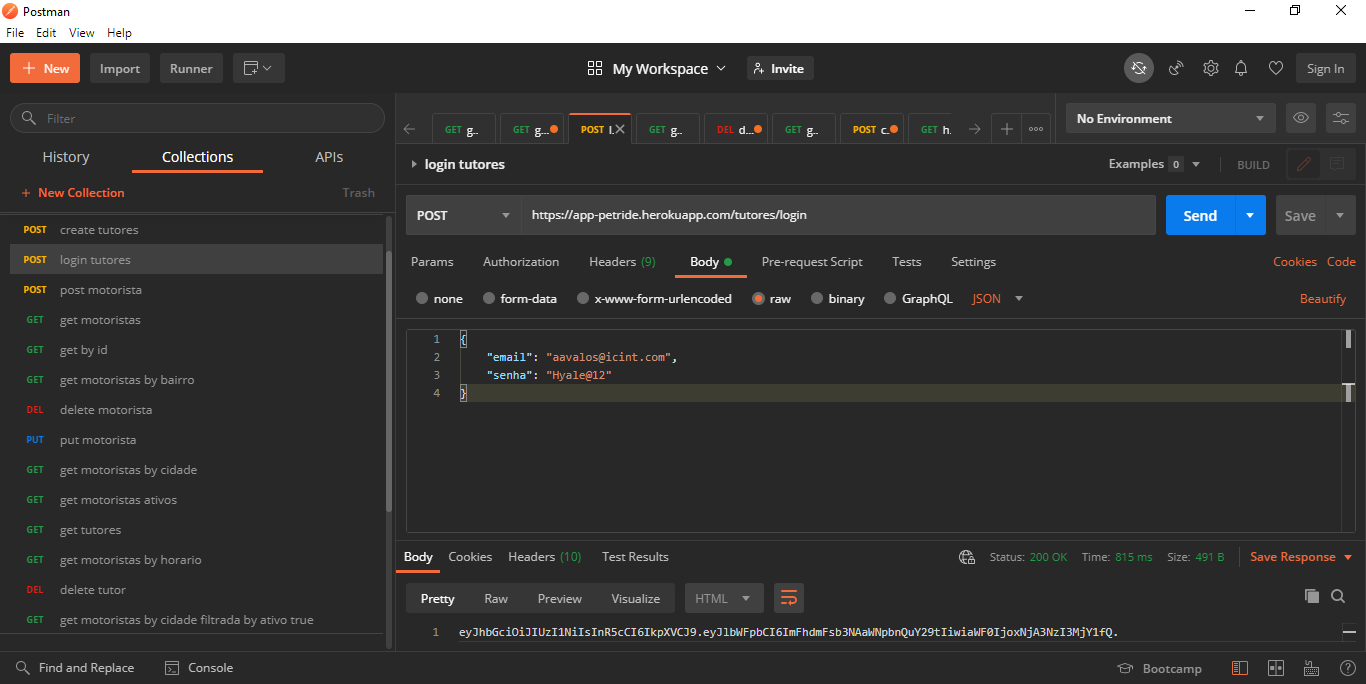 Postman
File Edit View Help
New Import Runner My Workspace Invite Sign In
Filter
GET g.. GET g... POST l. GET g.. DEL d... GET g.. POST c. GET h. No Environment
History Collections APIs
+ New Collection Trash
login tutores Examples 0 BUILD
POST https://app-petride.herokuapp.com/tutores/login Send Save
Params Authorization Headers (9) Body Pre-request Script Tests Settings Cookies Code
none form-data x-www-form-urlencoded raw binary GraphQL JSON Beautify
1 {
2 "email": "aavalos@icint.com",
3 "senha": "Hyale@12"
4 }
POST create tutores
POST login tutores
POST post motorista
GET get motoristas
GET get by id
GET get motoristas by bairro
DEL delete motorista
PUT put motorista
GET get motoristas by cidade
GET get motoristas ativos
GET get tutores
GET get motoristas by horario
DEL delete tutor
GET get motoristas by cidade filtrada by ativo true
Body Cookies Headers (10) Test Results Status: 200 OK Time: 815 ms Size: 491 B Save Response
Pretty Raw Preview Visualize HTML
1 eyJhbGciOiJIUzI1NiIsInR5cCI6IkpXVCJ9.eyJlbWFpbCI6ImFhdmFsb3NAaWNpbnQuY29tIiwiaWF0IjoxNjA3NzI3MjY1fQ.
Find and Replace Console Bootcamp